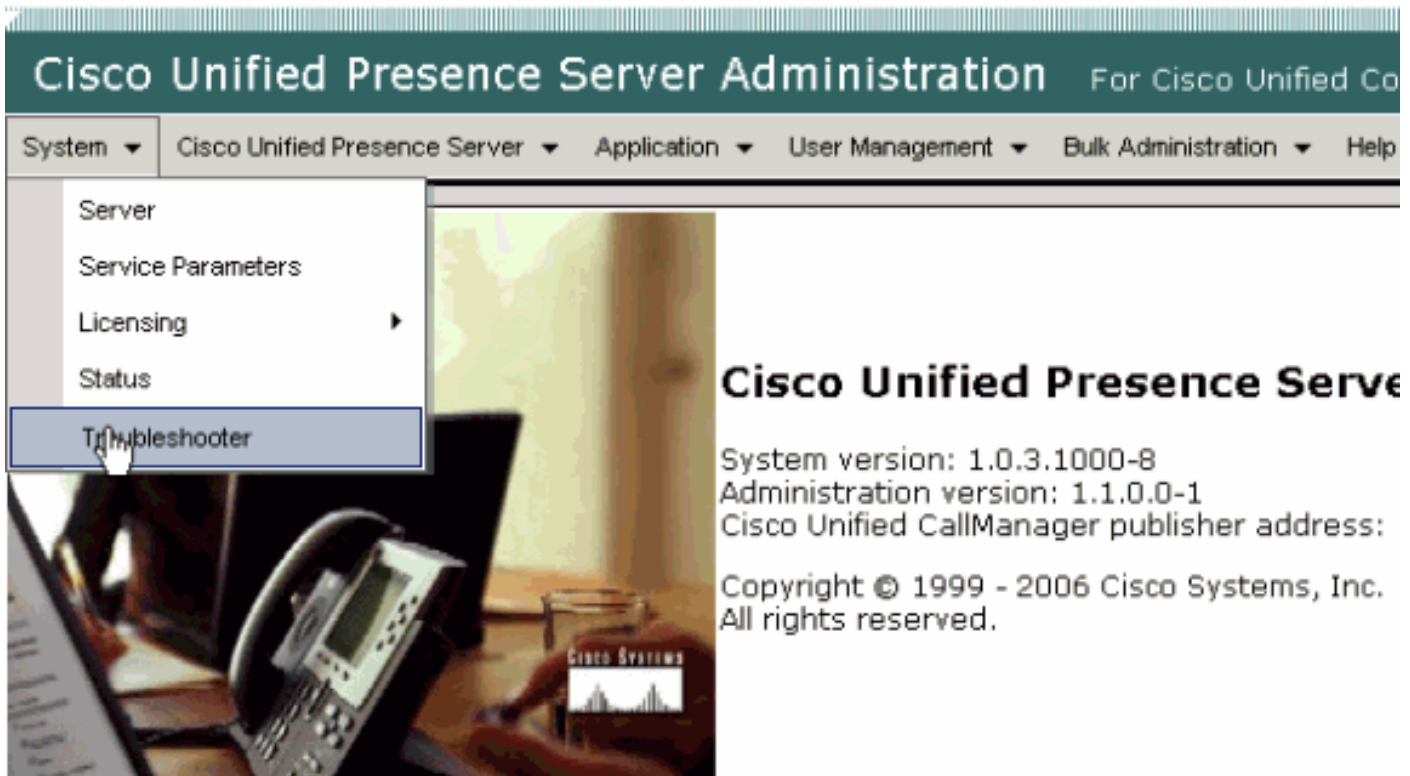 Cisco Unified Presence Server Administration For Cisco Unified Co
System Cisco Unified Presence Server Application User Management Bulk Administration Help
Server
Service Parameters
Licensing
Status
Troubleshooter
Cisco Unified Presence Serve
System version: 1.0.3.1000-8
Administration version: 1.1.0.0-1
Cisco Unified CallManager publisher address:
Copyright © 1999 - 2006 Cisco Systems, Inc.
All rights reserved.
CISCO SYSTEMS